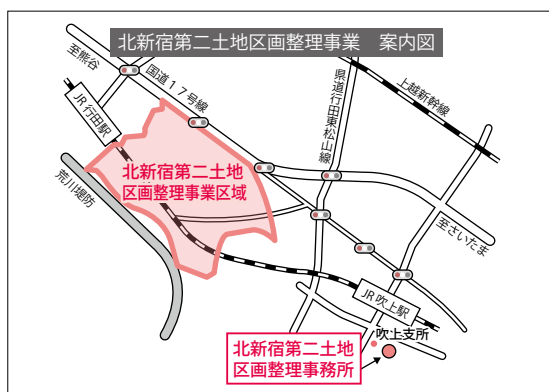 北新宿第二土地区画整理事業　案内図
至熊谷
国道１７号線
県道行田東松山線
上越新幹線
JR行田駅
北新宿第二土地
区画整理事業区域
荒川堤防
至さいたま
JR吹上駅
吹上支所
北新宿第二土地
区画整理事務所